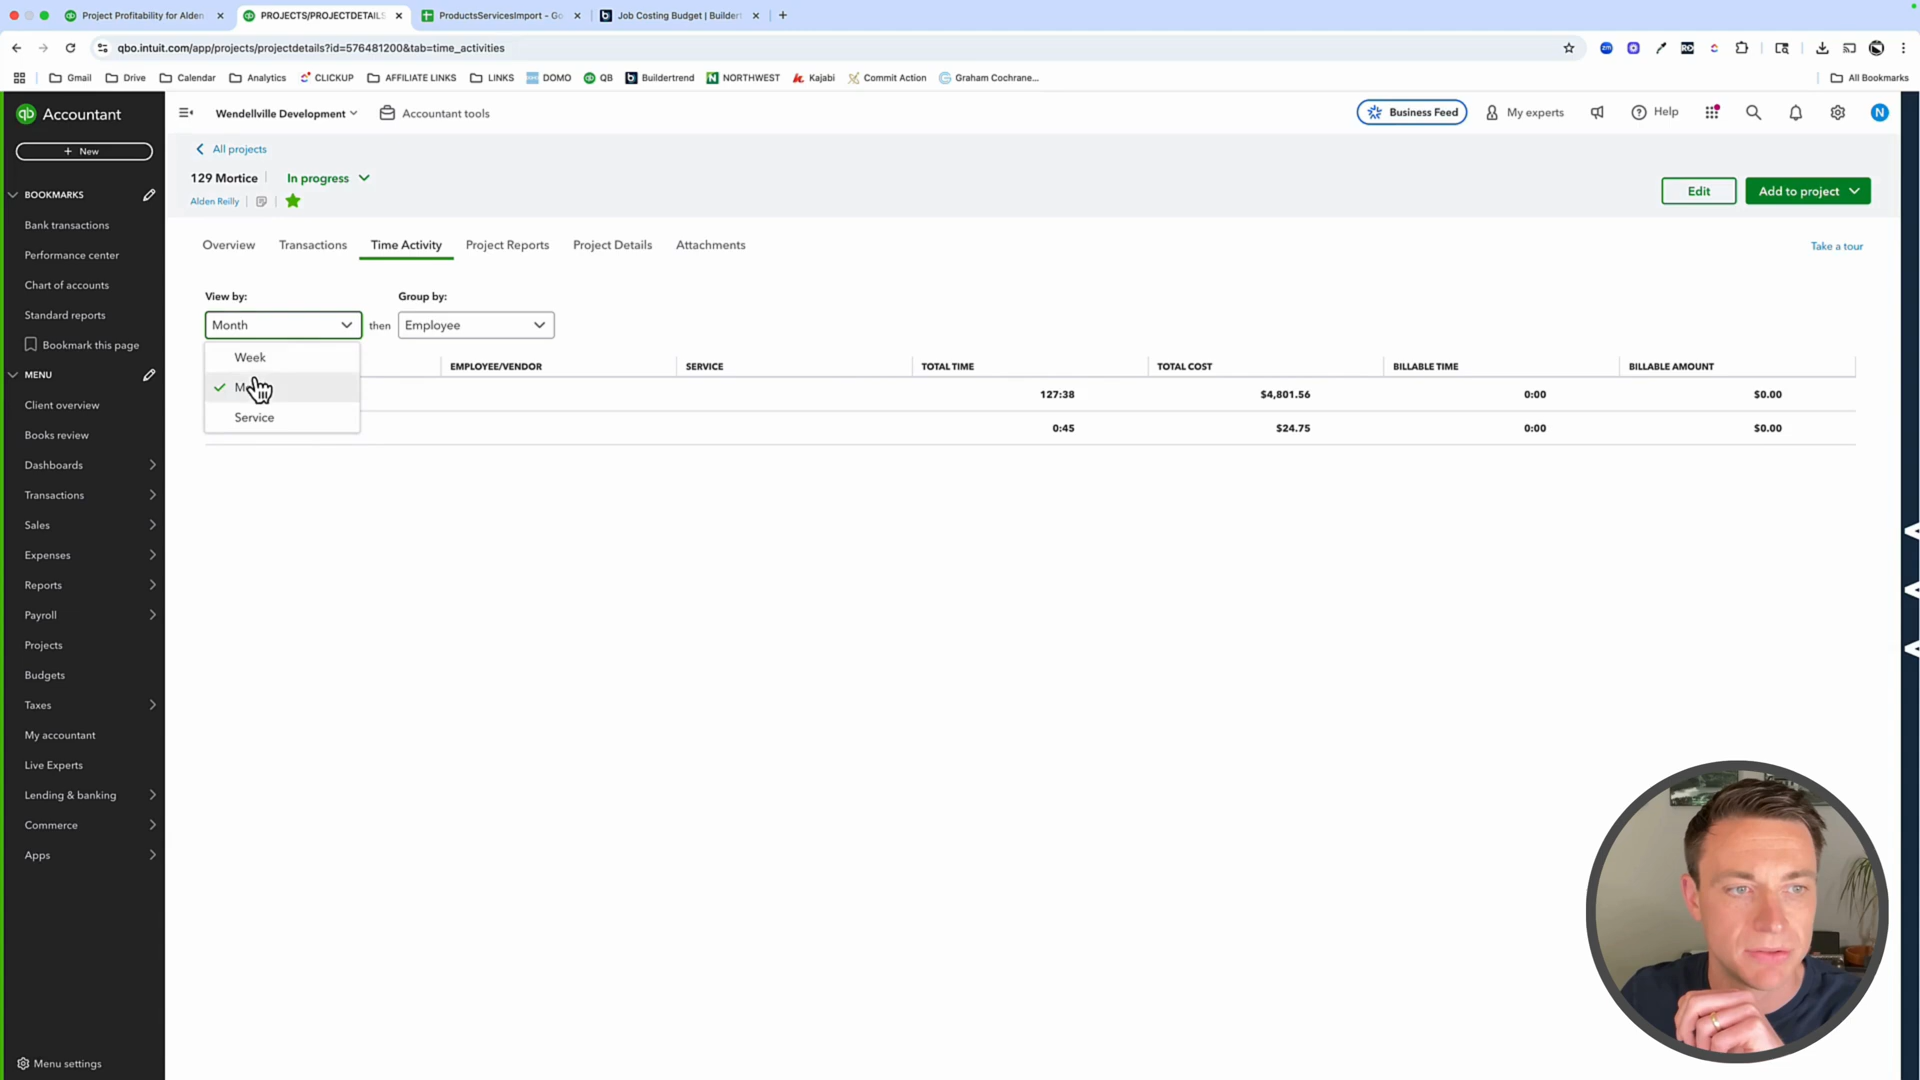 Project Profitability for Alden
PROJECTS/PROJECTDETAILS
ProductsServicesImport - Go
Job Costing Budget | Builder
qbo.intuit.com/app/projects/projectdetails?id=576481200&tab=time_activities
Gmail
Drive
Calendar
Analytics
CLICKUP
AFFILIATE LINKS
LINKS
DOMO
QB
Buildertrend
NORTHWEST
Kajabi
Commit Action
Graham Cochrane...
All Bookmarks
qb Accountant
Wendellville Development
Accountant tools
Business Feed
My experts
Help
N
+ New
BOOKMARKS
Bank transactions
Performance center
Chart of accounts
Standard reports
Bookmark this page
MENU
Client overview
Books review
Dashboards
Transactions
Sales
Expenses
Reports
Payroll
Projects
Budgets
Taxes
My accountant
Live Experts
Lending & banking
Commerce
Apps
Menu settings
All projects
129 Mortice
In progress
Alden Reilly
Edit
Add to project
Overview
Transactions
Time Activity
Project Reports
Project Details
Attachments
Take a tour
View by:
Group by:
Month
then
Employee
Week
Service
EMPLOYEE/VENDOR
SERVICE
TOTAL TIME
TOTAL COST
BILLABLE TIME
BILLABLE AMOUNT
127:38
$4,801.56
0:00
$0.00
0:45
$24.75
0:00
$0.00